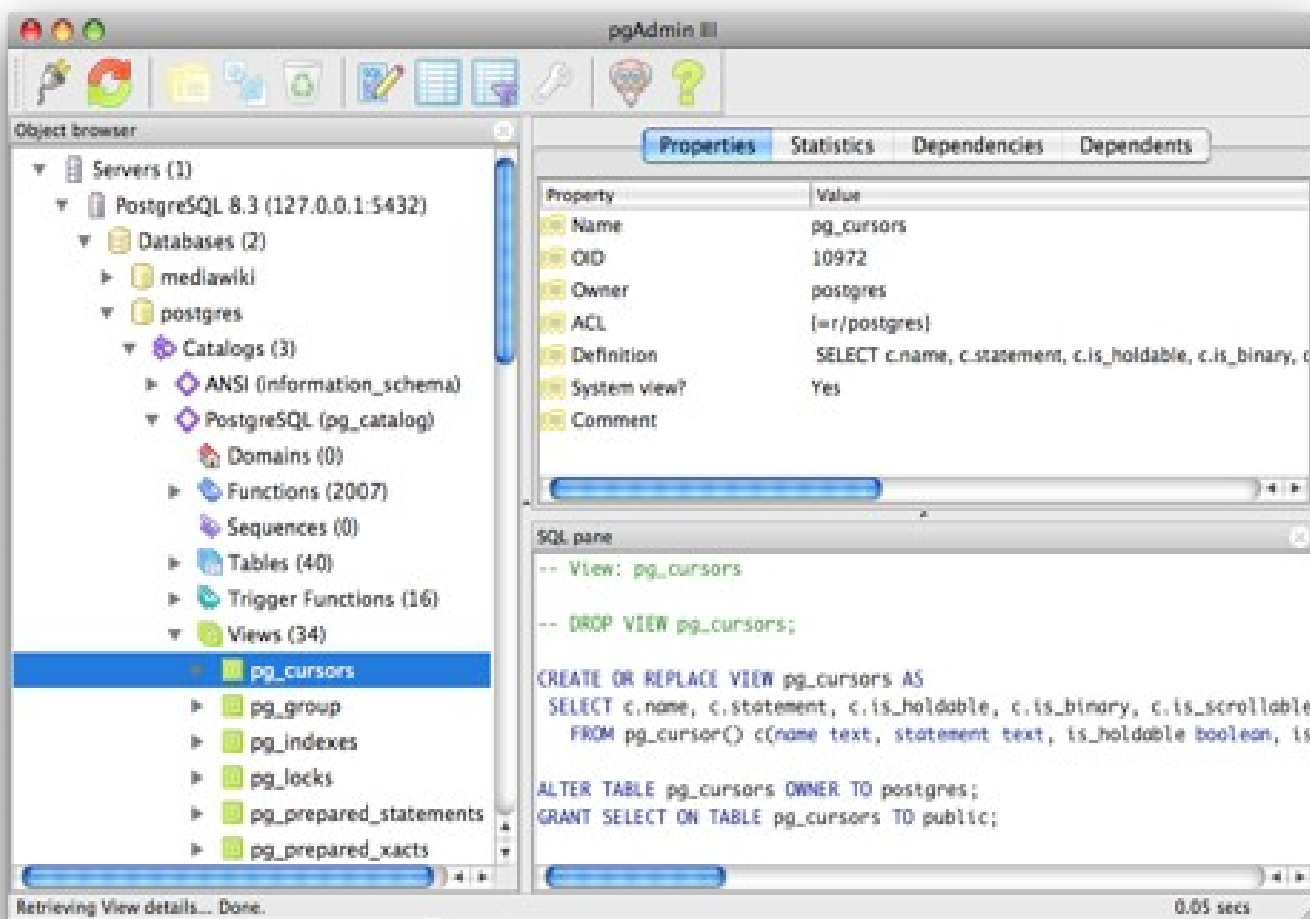 pgAdmin III
Object browser
Servers (1)
PostgreSQL 8.3 (127.0.0.1:5432)
Databases (2)
mediawiki
postgres
Catalogs (3)
ANSI (information_schema)
PostgreSQL (pg_catalog)
Domains (0)
Functions (2007)
Sequences (0)
Tables (40)
Trigger Functions (16)
Views (34)
pg_cursors
pg_group
pg_indexes
pg_locks
pg_prepared_statements
pg_prepared_xacts
Properties Statistics Dependencies Dependents
Property Value
Name pg_cursors
OID 10972
Owner postgres
ACL {=r/postgres}
Definition SELECT c.name, c.statement, c.is_holdable, c.is_binary, c
System view? Yes
Comment
SQL pane
-- View: pg_cursors
-- DROP VIEW pg_cursors;
CREATE OR REPLACE VIEW pg_cursors AS
SELECT c.name, c.statement, c.is_holdable, c.is_binary, c.is_scrollable
FROM pg_cursor() c(name text, statement text, is_holdable boolean, is
ALTER TABLE pg_cursors OWNER TO postgres;
GRANT SELECT ON TABLE pg_cursors TO public;
Retrieving View details... Done.
0.05 secs